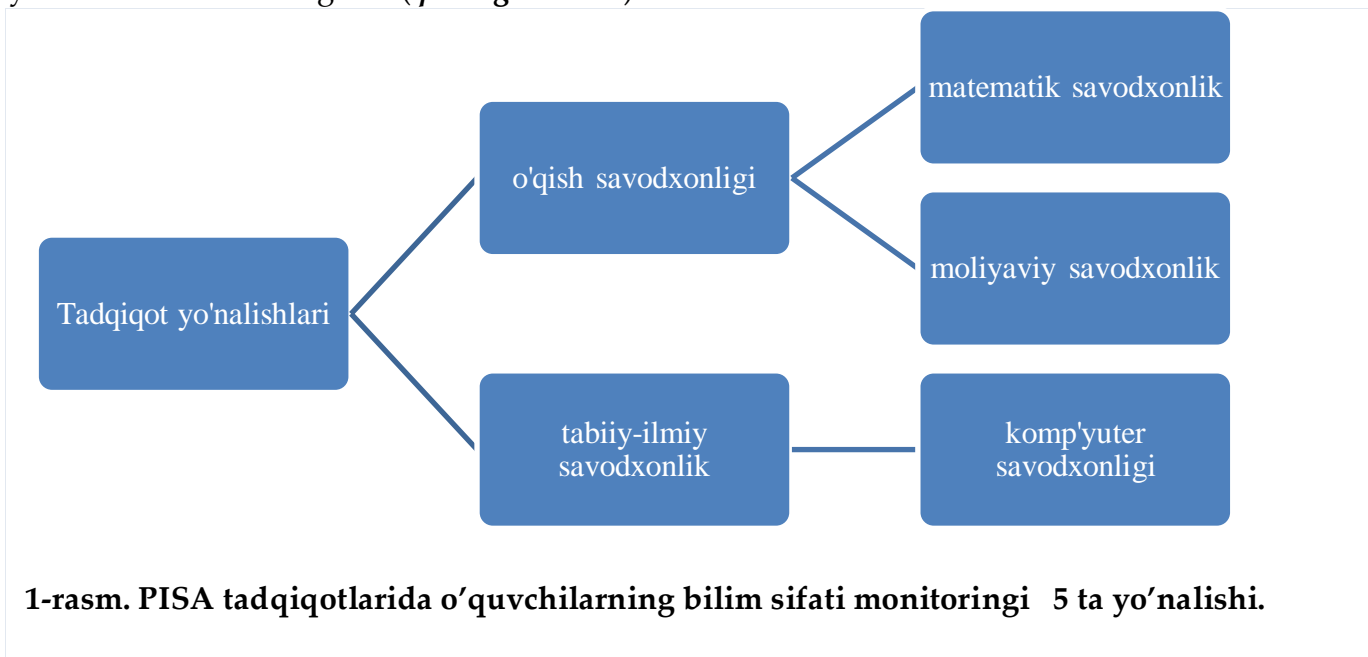 matematik savodxonlik
o'qish savodxonligi
moliyaviy savodxonlik
Tadqiqot yo'nalishlari
tabiiy-ilmiy
savodxonlik
komp'yuter
savodxonligi
1-rasm. PISA tadqiqotlarida o’quvchilarning bilim sifati monitoringi 5 ta yo’nalishi.